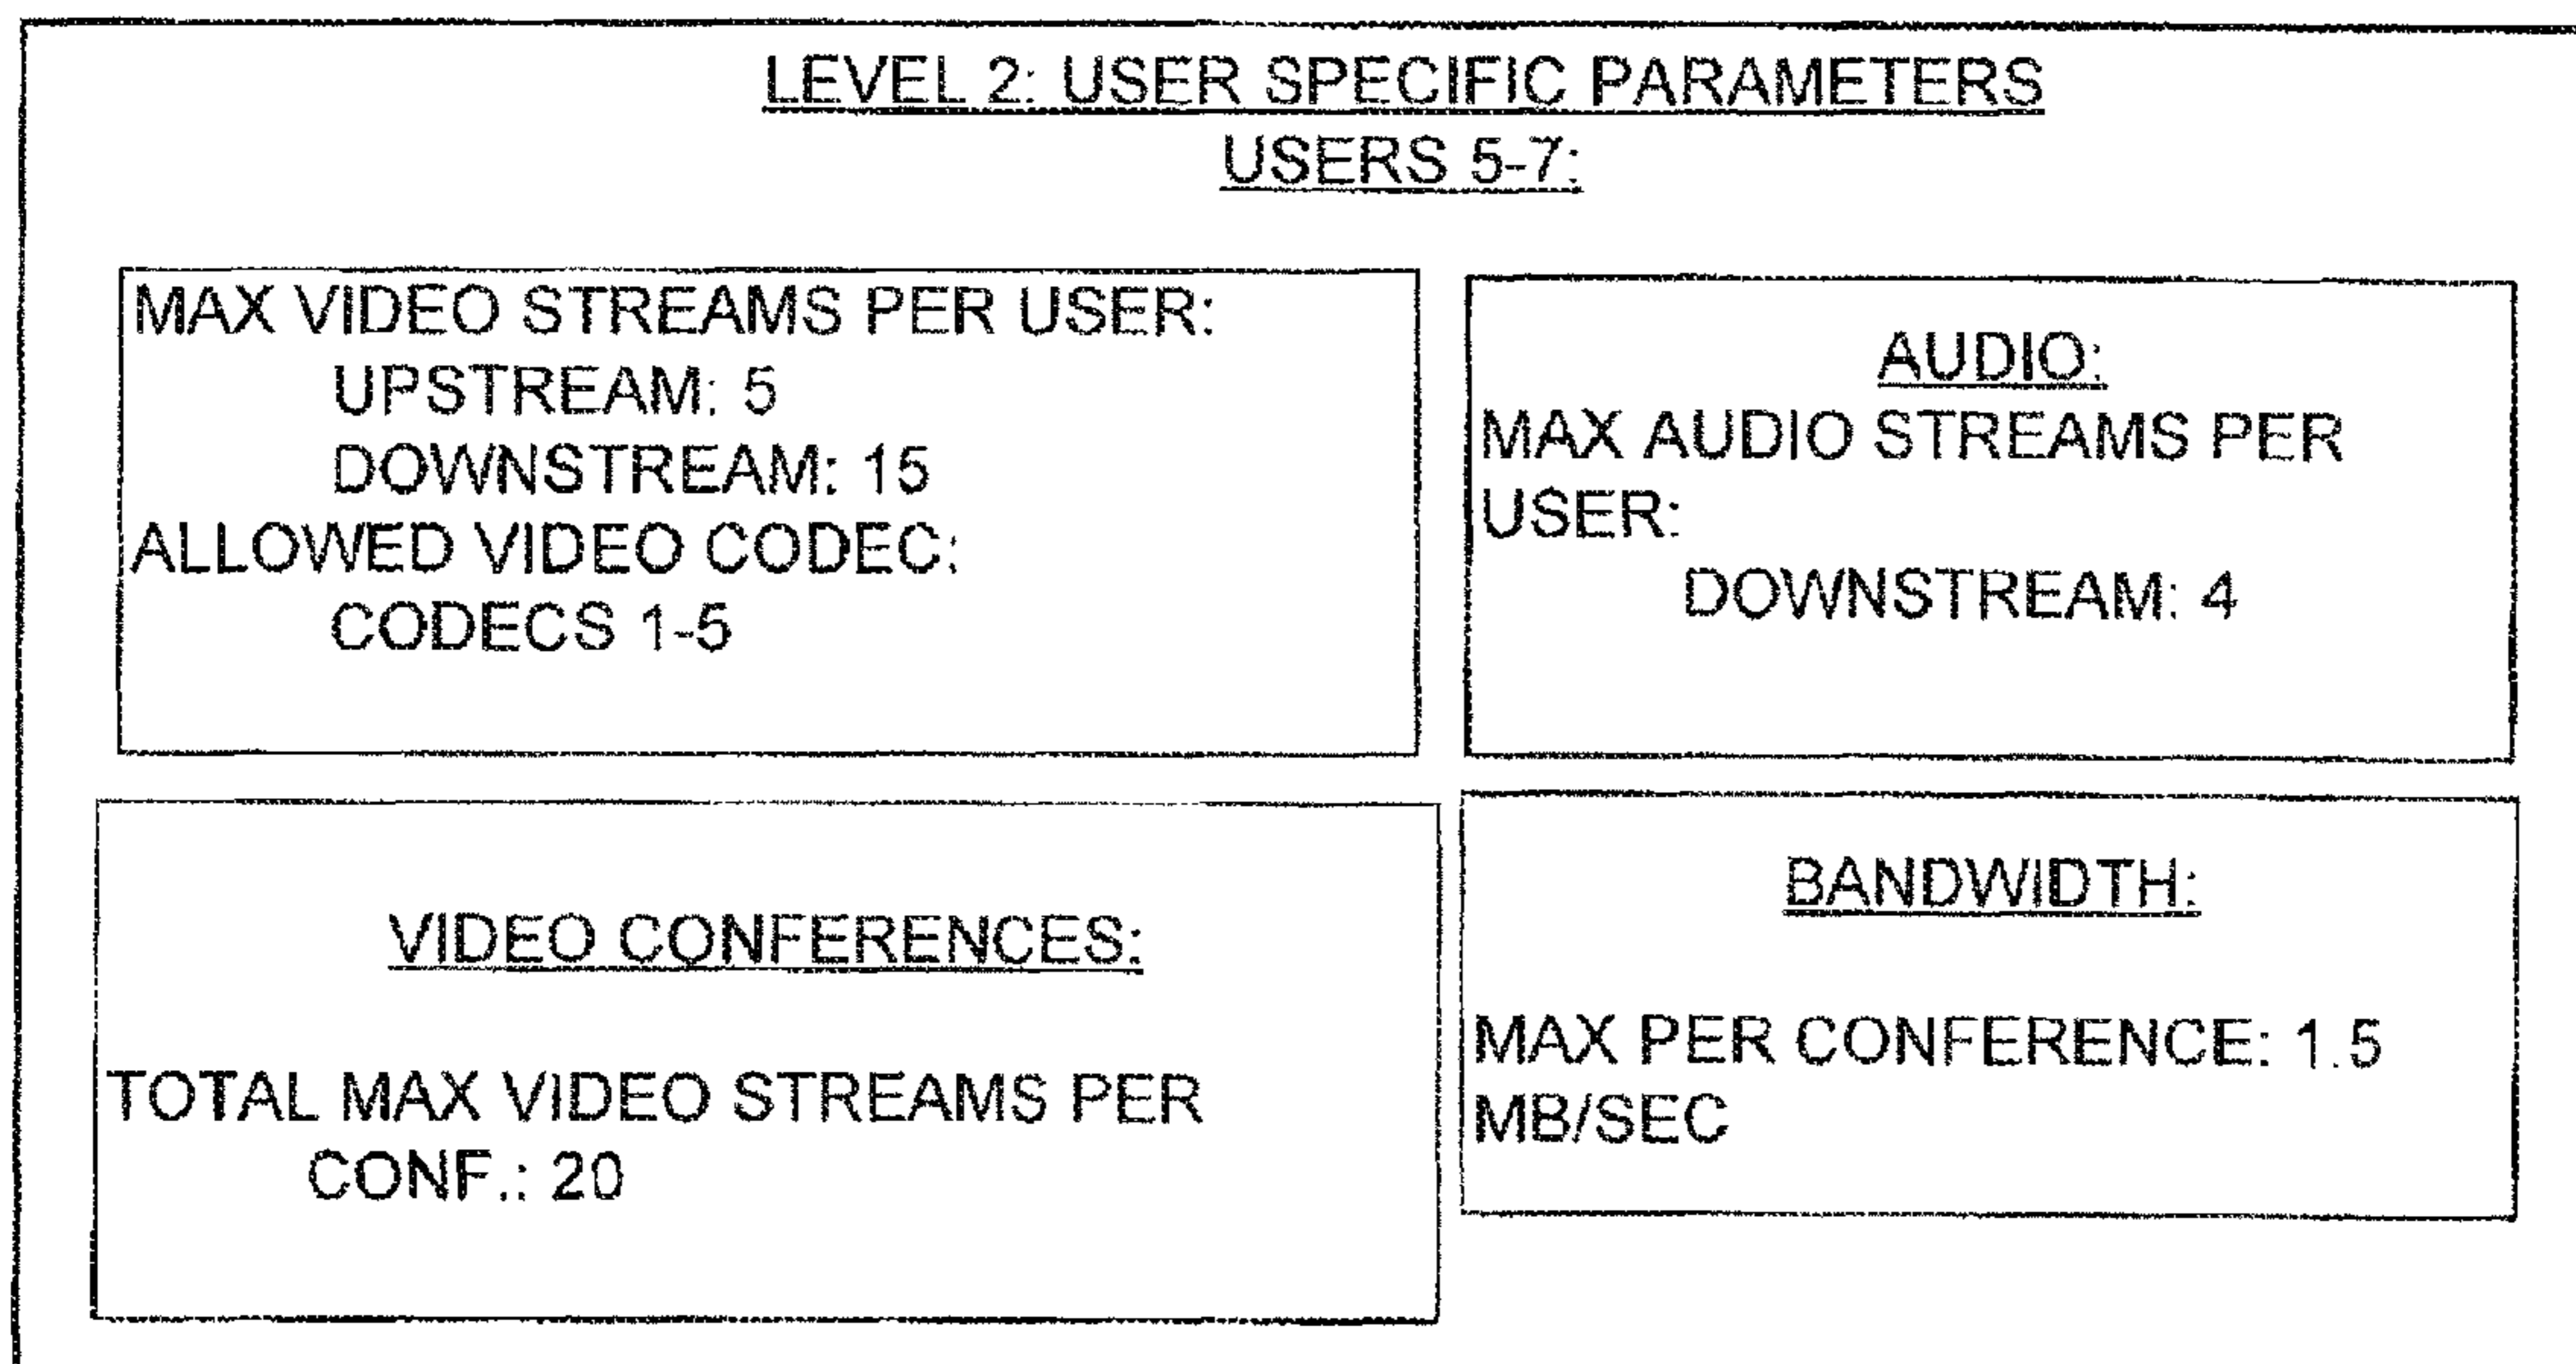 LEVEL 2: USER SPECIFIC PARAMETERS
USERS 5-7:
MAX VIDEO STREAMS PER USER:
UPSTREAM: 5
DOWNSTREAM: 15
ALLOWED VIDEO CODEC:
CODECS 1-5
AUDIO:
MAX AUDIO STREAMS PER
USER:
DOWNSTREAM: 4
VIDEO CONFERENCES:
TOTAL MAX VIDEO STREAMS PER
CONF.: 20
BANDWIDTH:
MAX PER CONFERENCE: 1.5
MB/SEC